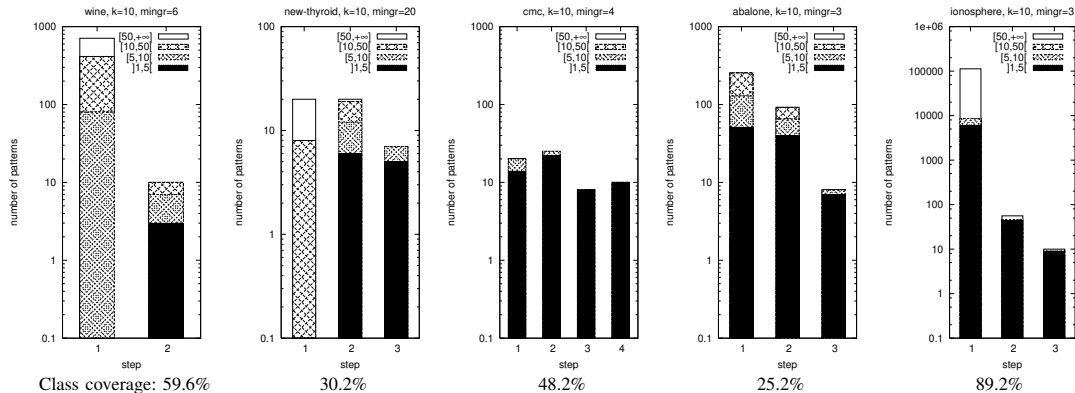 wine, k=10, mingr=6
number of patterns
1000
100
10
1
0.1
[50,+∞
[10,50[
[5,10[
]1,5[
1 2
step
new-thyroid, k=10, mingr=20
number of patterns
100
10
1
0.1
[50,+∞
[10,50[
[5,10[
]1,5[
1 2 3
step
cmc, k=10, mingr=4
number of patterns
1000
100
10
1
0.1
[50,+∞
[10,50[
[5,10[
]1,5[
1 2 3 4
step
abalone, k=10, mingr=3
number of patterns
1000
100
10
1
0.1
[50,+∞
[10,50[
[5,10[
]1,5[
1 2 3
step
ionosphere, k=10, mingr=3
number of patterns
1e+06
100000
10000
1000
100
10
1
0.1
[50,+∞
[10,50[
[5,10[
]1,5[
1 2 3
step
Class coverage: 59.6% 30.2% 48.2% 25.2% 89.2%